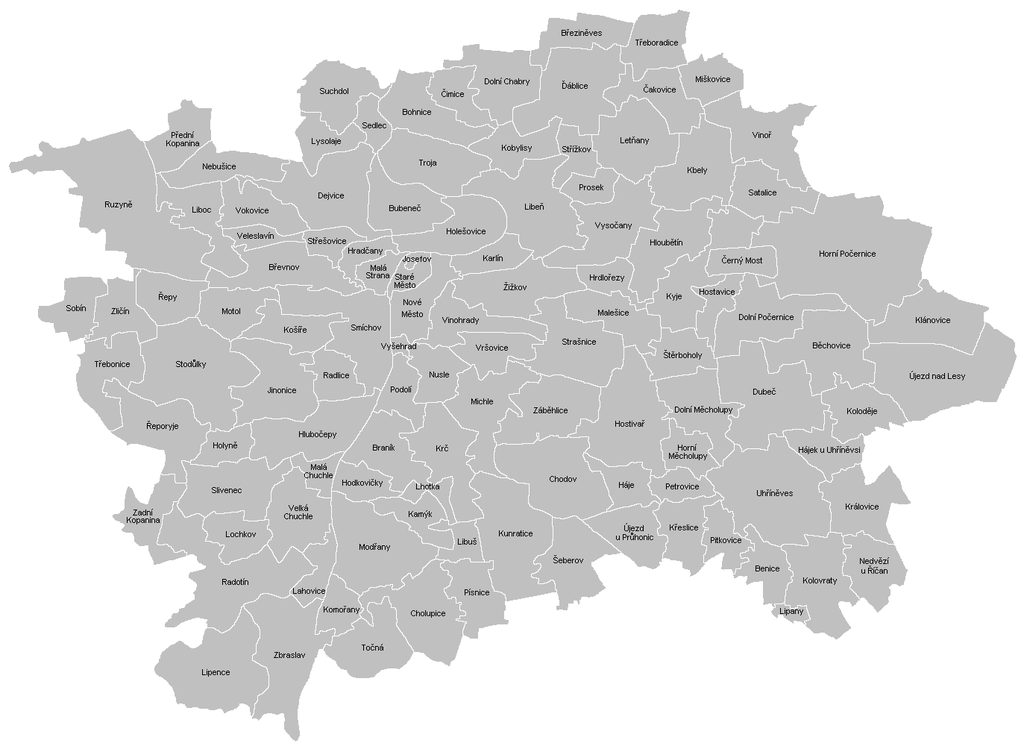 Březiněves
Třeboradice
Miškovice
Dolní Chabry
Ďáblice
Čakovice
Suchdol
Čimice
Bohnice
Sedlec
Vinoř
Přední
Kopanina
Lysolaje
Letňany
Kobylisy
Střížkov
Troja
Nebušice
Kbely
Prosek
Satalice
Dejvice
Ruzyně
Liboc
Vokovice
Bubeneč
Libeň
Vysočany
Holešovice
Veleslavín
Střešovice
Hloubětín
Hradčany
Horní Počernice
Josefov
Karlín
Černý Most
Břevnov
Malá
Strana
Staré
Město
Hrdlořezy
Žižkov
Hostavice
Řepy
Kyje
Nové
Město
Sobín
Zličín
Motol
Malešice
Dolní Počernice
Vinohrady
Klánovice
Košíře
Smíchov
Strašnice
Vyšehrad
Vršovice
Běchovice
Štěrboholy
Třebonice
Stodůlky
Radlice
Nusle
Újezd nad Lesy
Jinonice
Podolí
Dubeč
Michle
Záběhlice
Dolní Měcholupy
Koloděje
Řeporyje
Hostivař
Hlubočepy
Holyně
Braník
Krč
Horní
Měcholupy
Hájek u Uhříněvsi
Malá
Chuchle
Chodov
Hodkovičky
Lhotka
Háje
Petrovice
Slivenec
Uhříněves
Zadní
Kopanina
Velká
Chuchle
Kamýk
Královice
Lochkov
Kunratice
Újezd
u Průhonic
Křeslice
Pitkovice
Libuš
Modřany
Šeberov
Nedvězí
u Říčan
Benice
Radotín
Kolovraty
Lahovice
Písnice
Komořany
Cholupice
Lipany
Točná
Zbraslav
Lipence